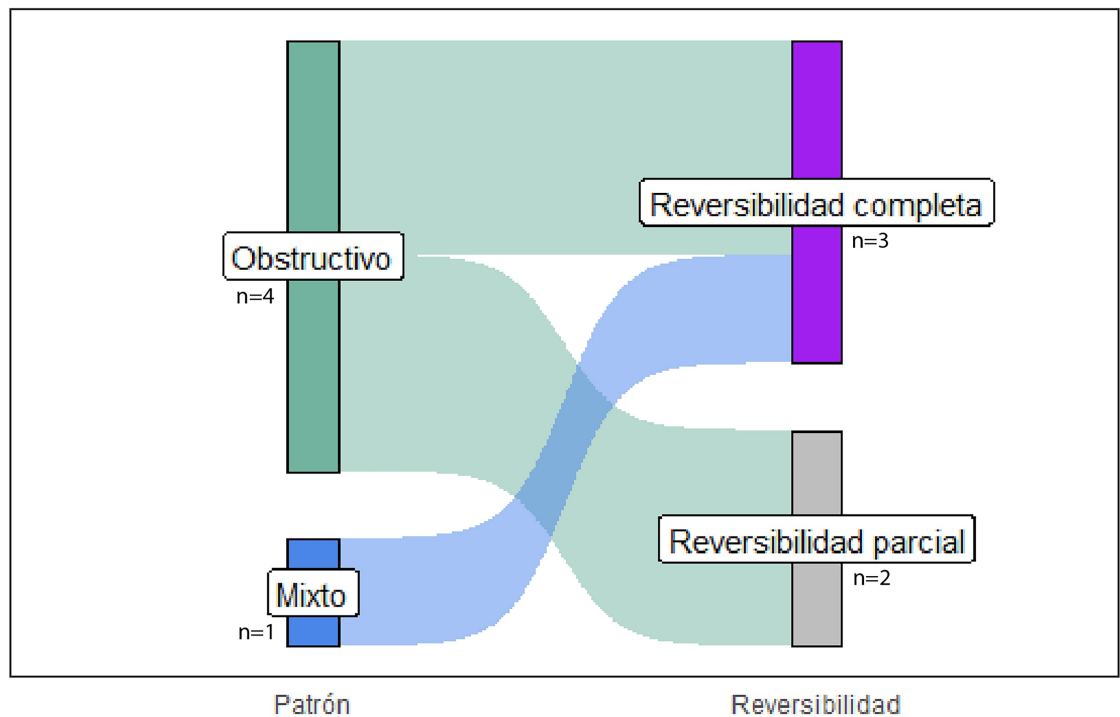 Obstructivo
n=4
Mixto
n=1
Reversibilidad completa
n=3
Reversibilidad parcial
n=2
Patrón
Reversibilidad